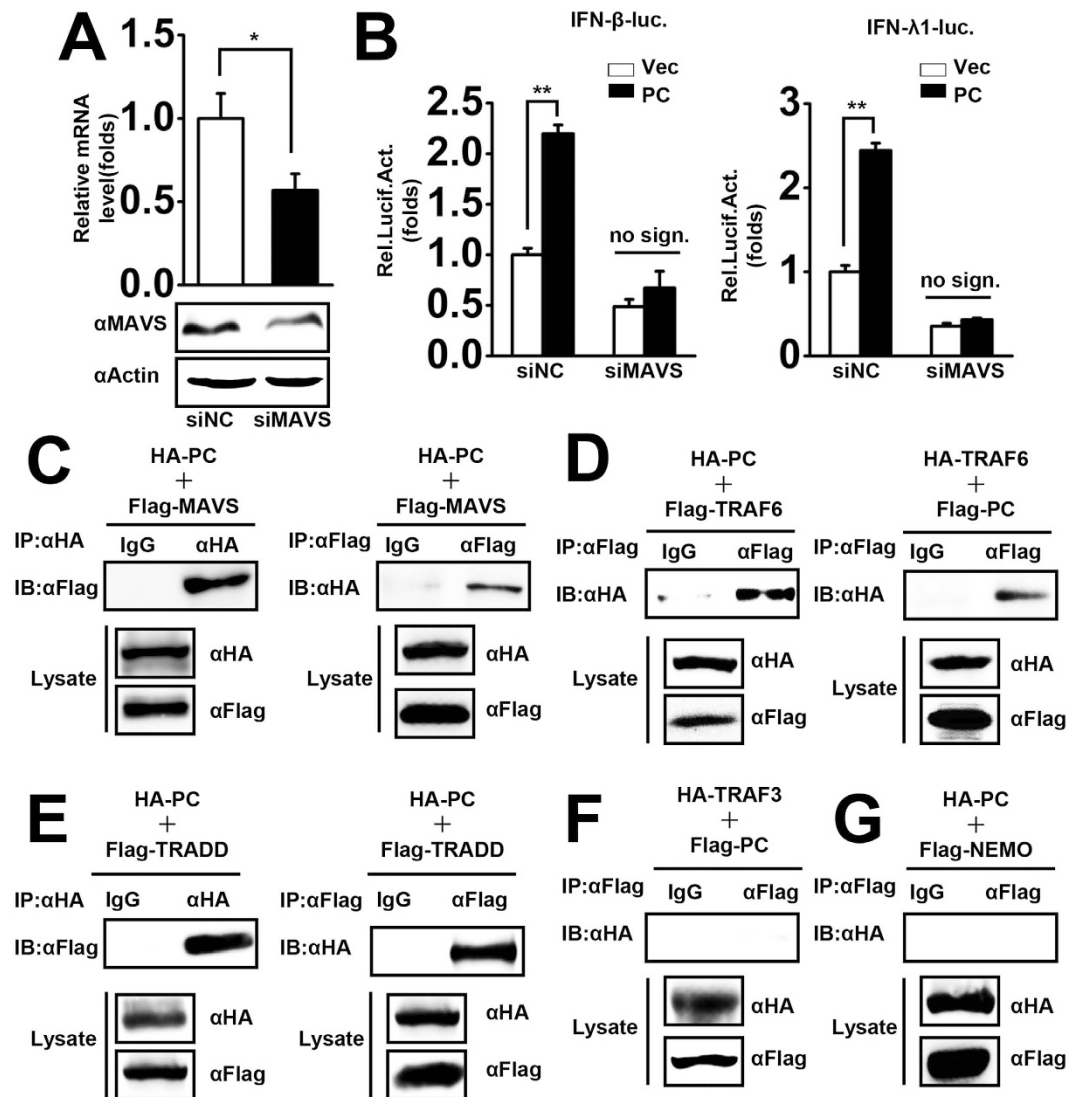 A
Relative mRNA
level(folds)
1.5
1.0
0.5
0.0
*
αMAVS
αActin
siNC siMAVS
B
IFN-β-luc.
Vec
PC
Rel.Lucif.Act.
(folds)
2.5
2.0
1.5
1.0
0.5
0.0
**
no sign.
siNC siMAVS
IFN-λ1-luc.
Vec
PC
Rel.Lucif.Act.
(folds)
3
2
1
0
**
no sign.
siNC siMAVS
C
HA-PC
+
Flag-MAVS
IP:αHA IgG αHA
IB:αFlag
Lysate
αHA
αFlag
HA-PC
+
Flag-MAVS
IP:αFlag IgG αFlag
IB:αHA
Lysate
αHA
αFlag
D
HA-PC
+
Flag-TRAF6
IP:αFlag IgG αFlag
IB:αHA
Lysate
αHA
αFlag
HA-TRAF6
+
Flag-PC
IP:αFlag IgG αFlag
IB:αHA
Lysate
αHA
αFlag
E
HA-PC
+
Flag-TRADD
IP:αHA IgG αHA
IB:αFlag
Lysate
αHA
αFlag
HA-PC
+
Flag-TRADD
IP:αFlag IgG αFlag
IB:αHA
Lysate
αHA
αFlag
F
HA-TRAF3
+
Flag-PC
IP:αFlag IgG αFlag
IB:αHA
Lysate
αHA
αFlag
G
HA-PC
+
Flag-NEMO
IP:αFlag IgG αFlag
IB:αHA
Lysate
αHA
αFlag